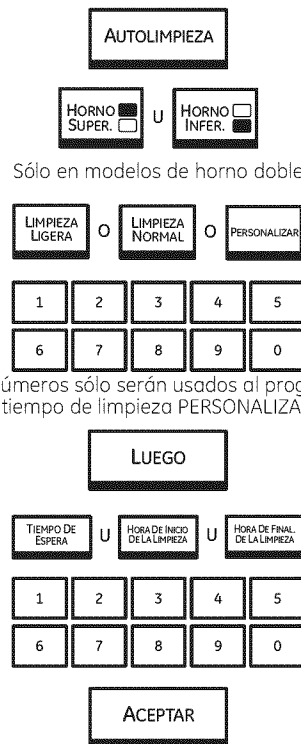 AUTOLIMPIEZA
HORNO SUPER. U HORNO INFER.
Sólo en modelos de horno doble
LIMPIEZA LIGERA O LIMPIEZA NORMAL O PERSONALIZAR
1 2 3 4 5
6 7 8 9 0
úmeros sólo serán usados al prog
tiempo de limpieza PERSONALIZA
LUEGO
TIEMPO DE ESPERA U HORA DE INICIO DE LA LIMPIEZA U HORA DE FINAL. DE LA LIMPIEZA
1 2 3 4 5
6 7 8 9 0
ACEPTAR